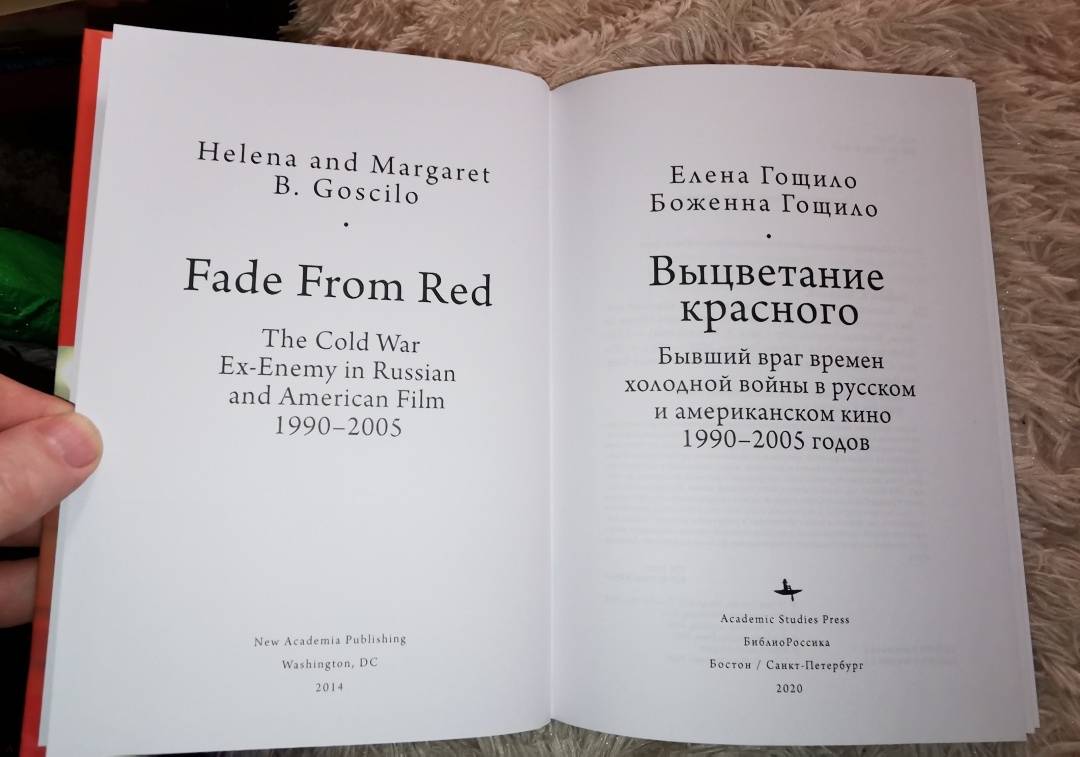 Helena and Margaret
B. Goscilo
•
Fade From Red
The Cold War
Ex-Enemy in Russian
and American Film
1990–2005
New Academia Publishing
Washington, DC
2014
Елена Гощило
Боженна Гощило
•
Выцветание
красного
Бывший враг времен
холодной войны в русском
и американском кино
1990–2005 годов
Academic Studies Press
БиблиоРоссика
Бостон / Санкт-Петербург
2020